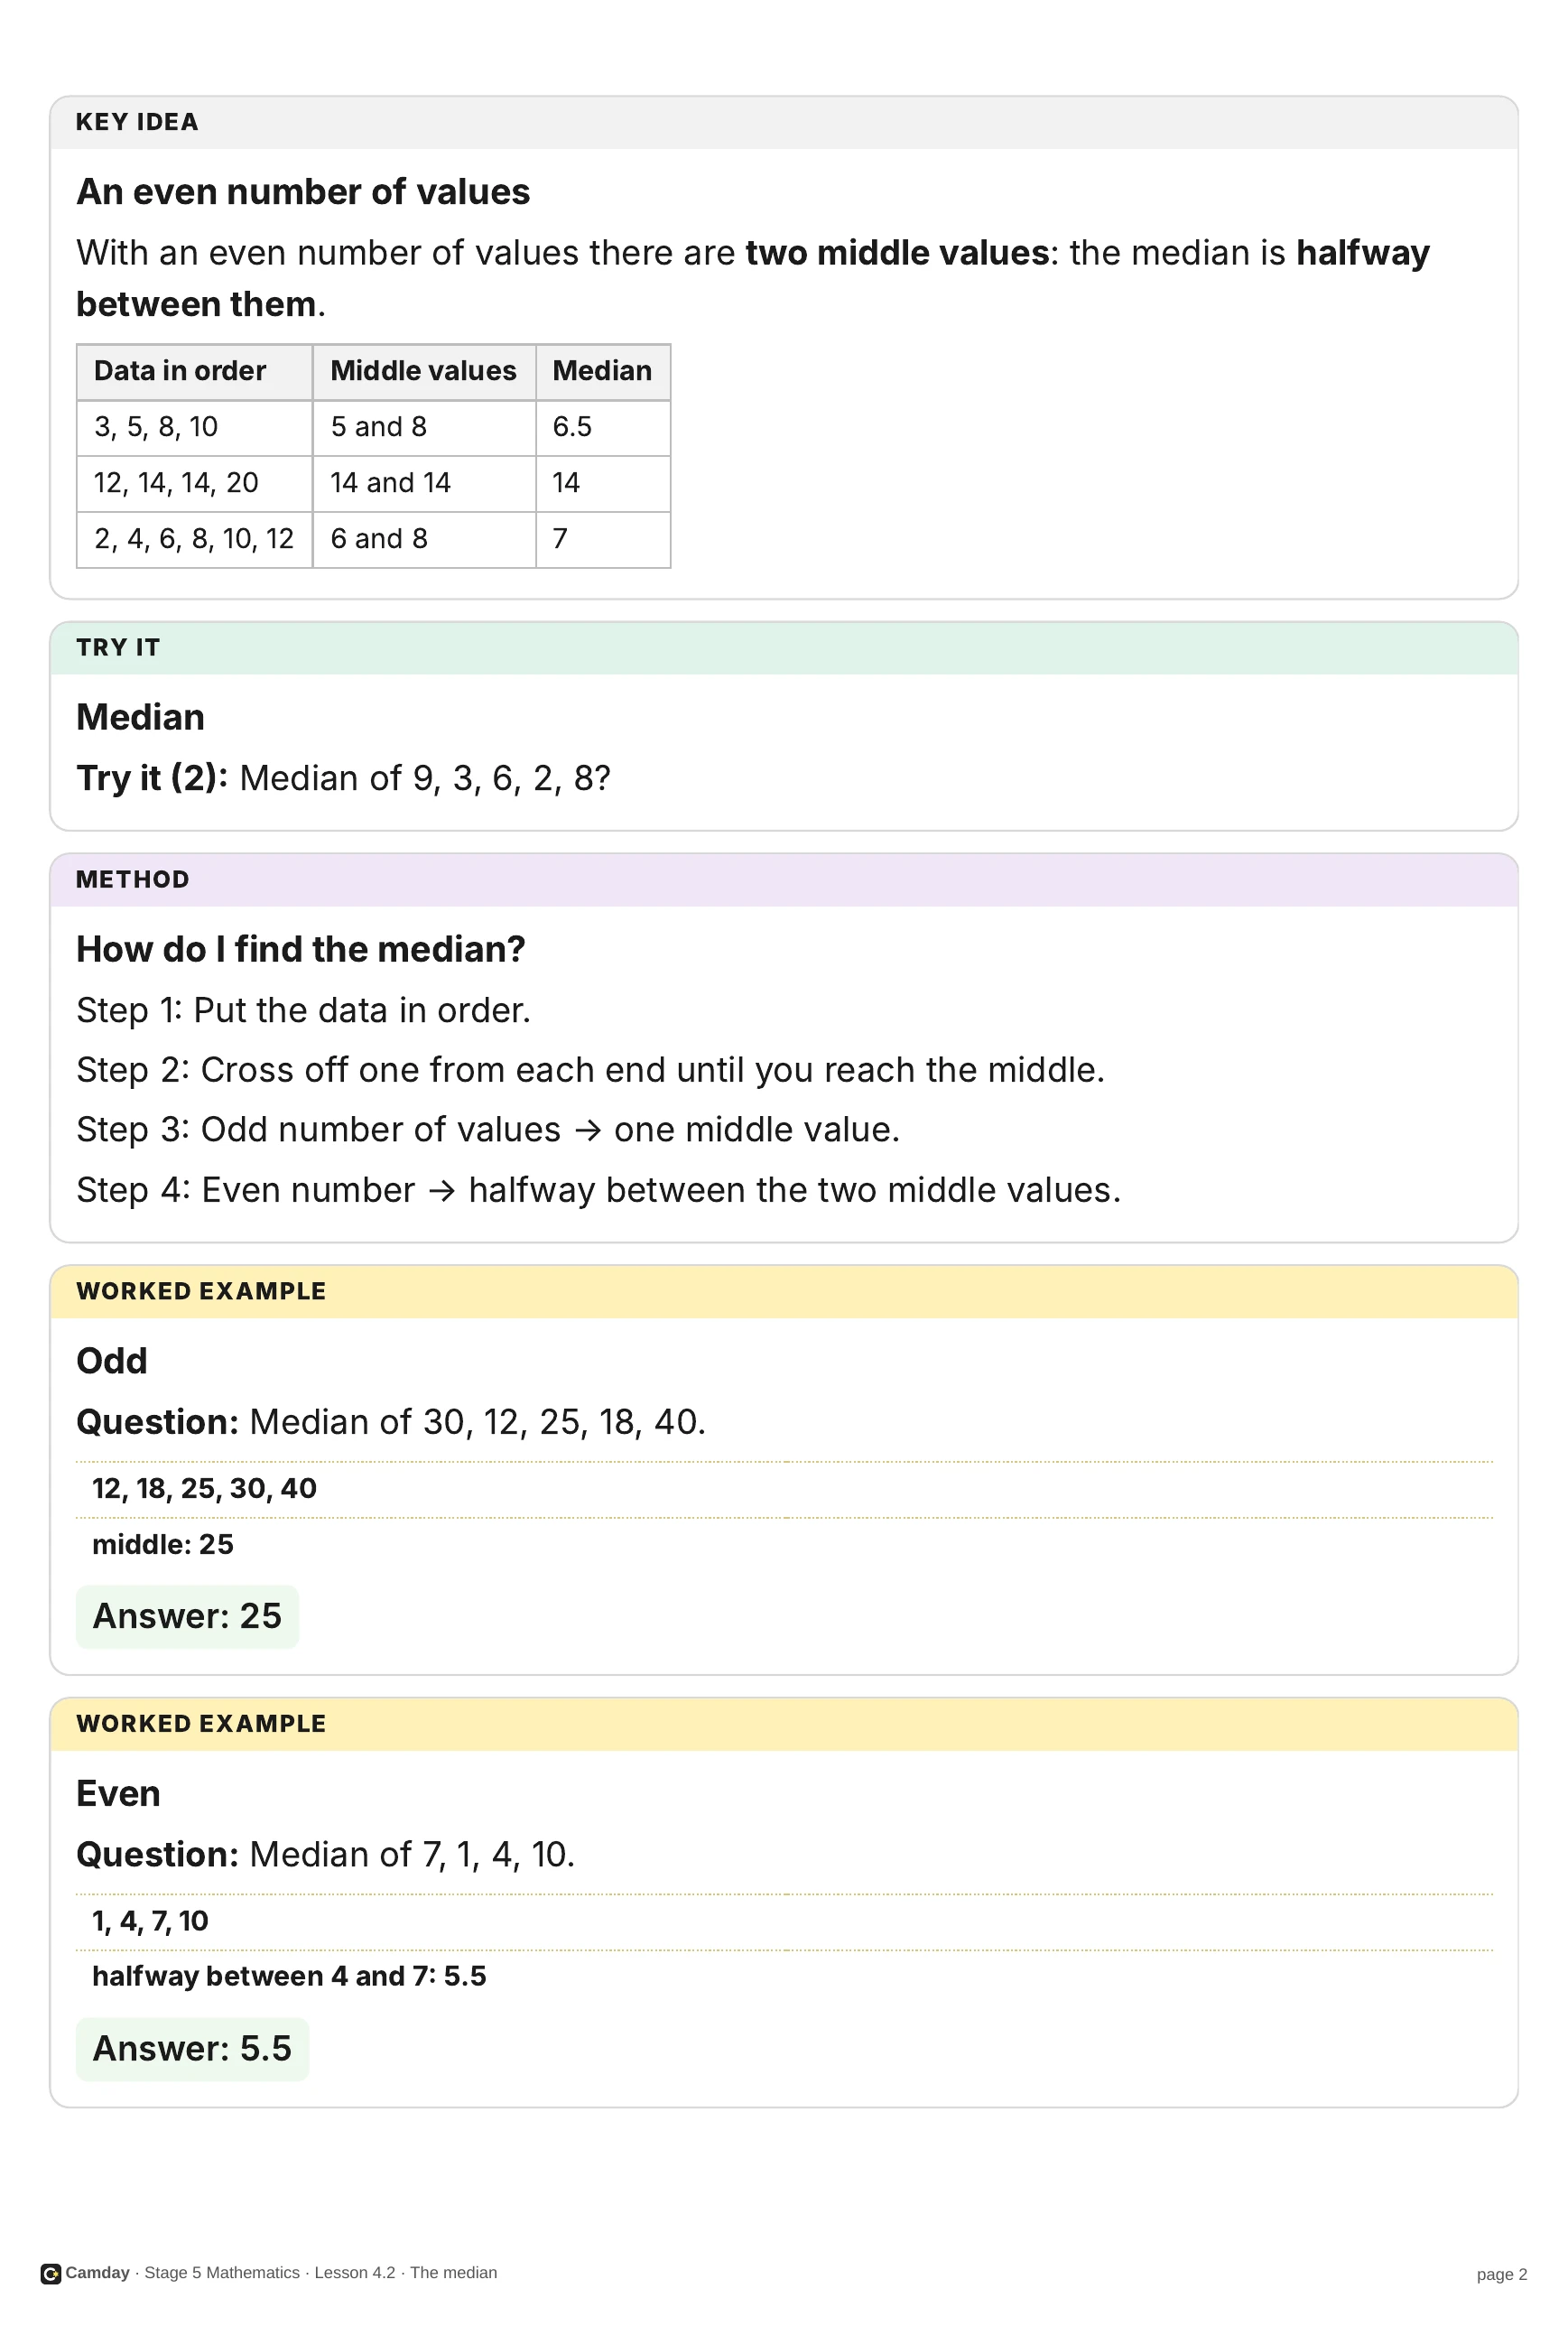 KEY IDEA
An even number of values
With an even number of values there are two middle values: the median is halfway
between them.
Data in order Middle values Median
3, 5, 8, 10 5 and 8 6.5
12, 14, 14, 20 14 and 14 14
2, 4, 6, 8, 10, 12 6 and 8 7
TRY IT
Median
Try it (2): Median of 9, 3, 6, 2, 8?
METHOD
How do I find the median?
Step 1: Put the data in order.
Step 2: Cross off one from each end until you reach the middle.
Step 3: Odd number of values → one middle value.
Step 4: Even number → halfway between the two middle values.
WORKED EXAMPLE
Odd
Question: Median of 30, 12, 25, 18, 40.
12, 18, 25, 30, 40
middle: 25
Answer: 25
WORKED EXAMPLE
Even
Question: Median of 7, 1, 4, 10.
1, 4, 7, 10
halfway between 4 and 7: 5.5
Answer: 5.5
Camday · Stage 5 Mathematics · Lesson 4.2 · The median page 2